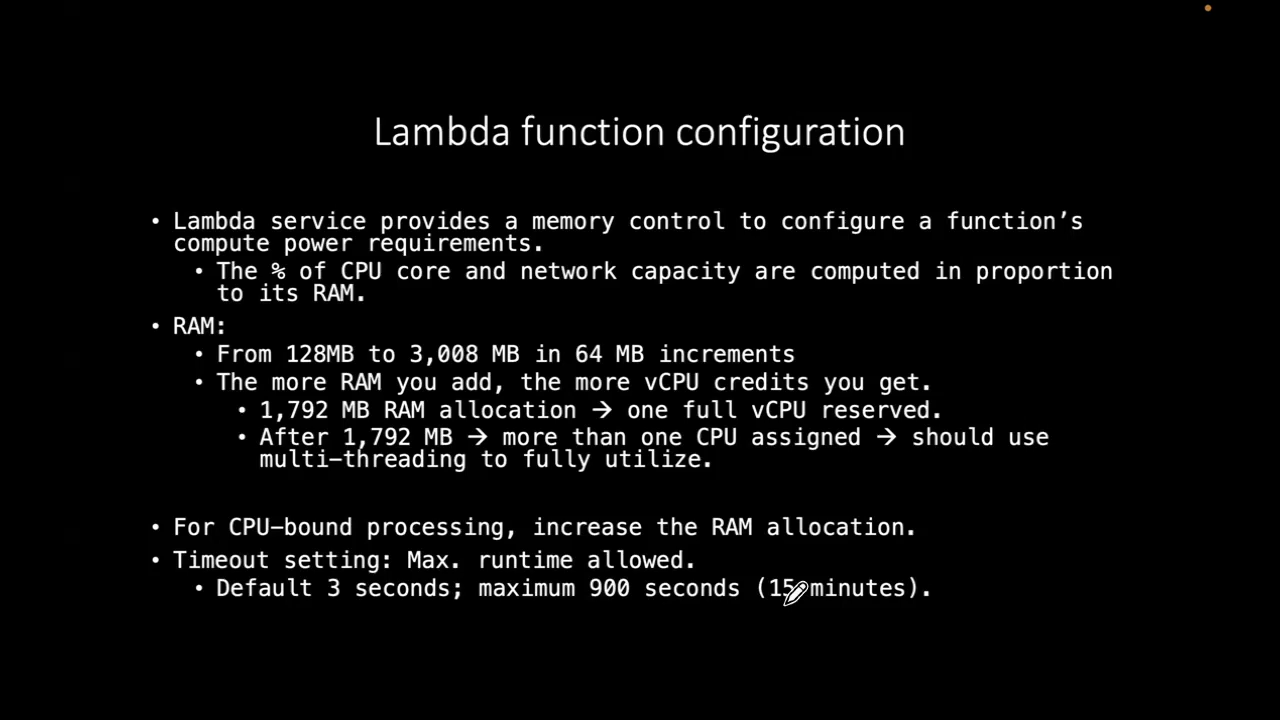 Lambda function configuration
• Lambda service provides a memory control to configure a function’s
compute power requirements.
• The % of CPU core and network capacity are computed in proportion
to its RAM.
• RAM:
• From 128MB to 3,008 MB in 64 MB increments
• The more RAM you add, the more vCPU credits you get.
• 1,792 MB RAM allocation → one full vCPU reserved.
• After 1,792 MB → more than one CPU assigned → should use
multi-threading to fully utilize.
• For CPU-bound processing, increase the RAM allocation.
• Timeout setting: Max. runtime allowed.
• Default 3 seconds; maximum 900 seconds (15 minutes).